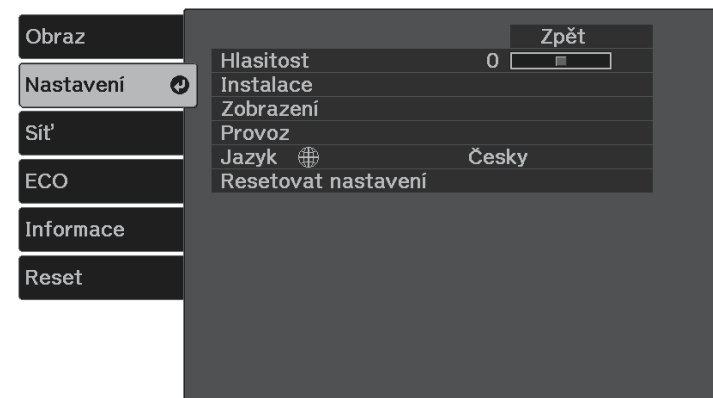 Obraz
Nastavení
Síť
ECO
Informace
Reset
Zpět
Hlasitost 0
Instalace
Zobrazení
Provoz
Jazyk Česky
Resetovat nastavení